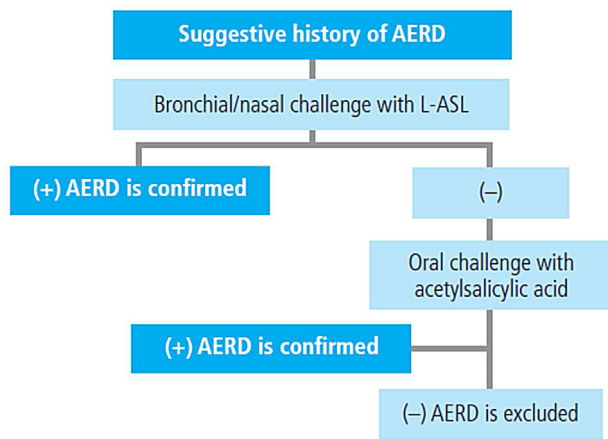 Suggestive history of AERD
Bronchial/nasal challenge with L-ASL
(+) AERD is confirmed
(–)
Oral challenge with
acetylsalicylic acid
(+) AERD is confirmed
(–) AERD is excluded